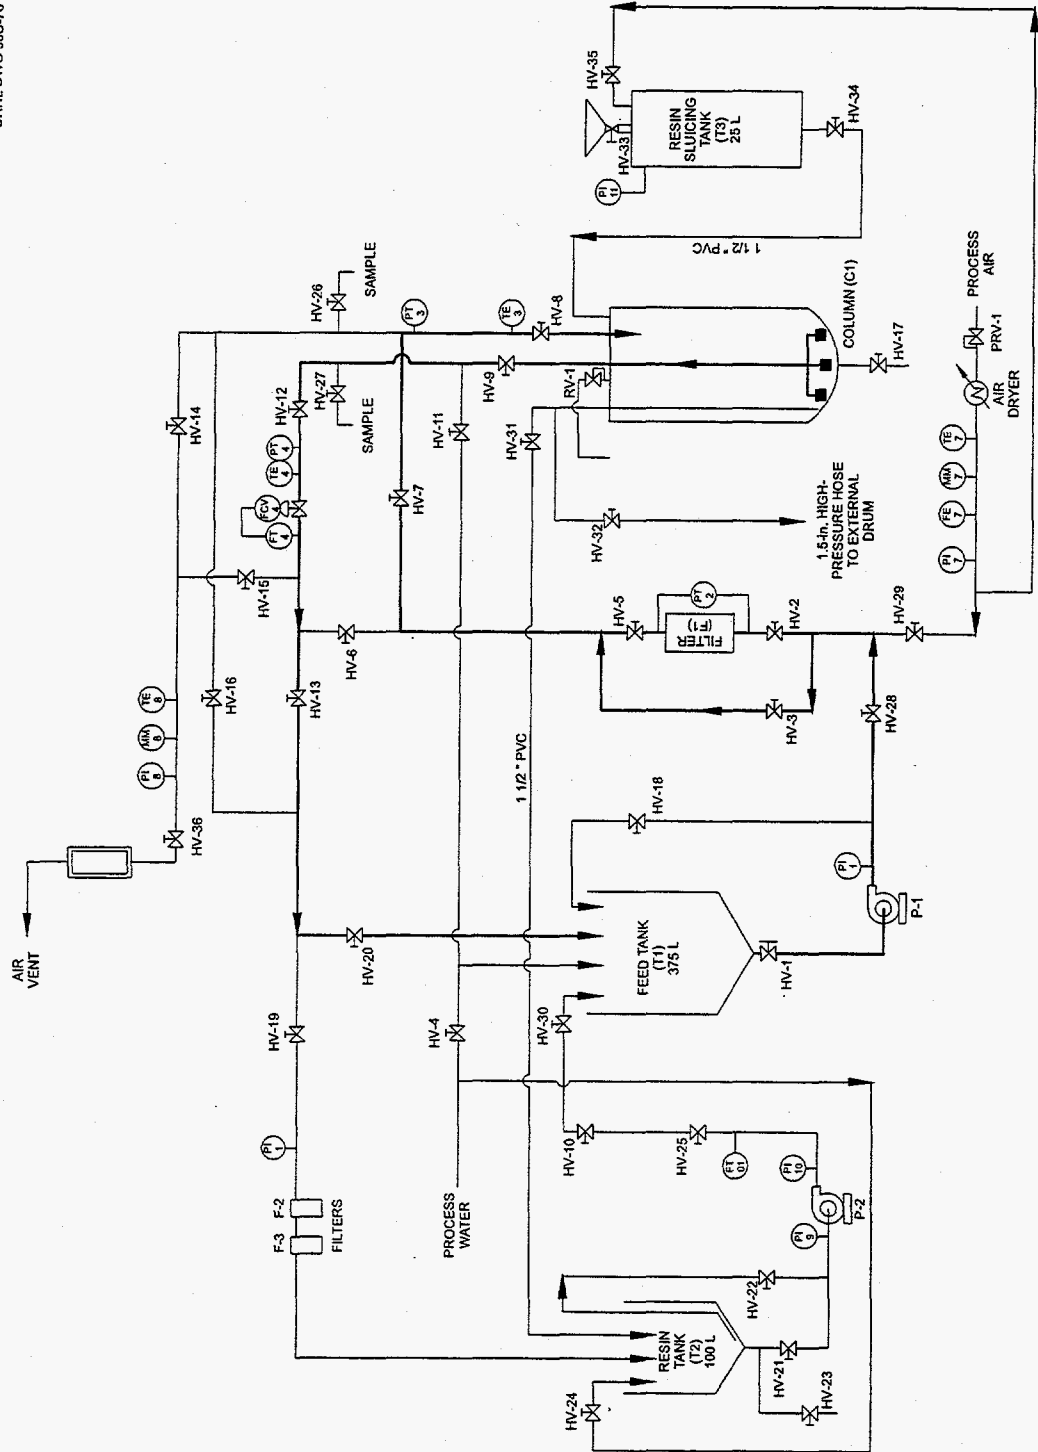 AIR
VENT
HV-36
PI
8
MM
8
TE
8
HV-14
HV-16
HV-15
HV-13
HV-6
FT
4
FCV
4
TE
4
PT
4
HV-12
HV-27
SAMPLE
HV-26
SAMPLE
PT
3
TE
3
HV-8
HV-9
HV-11
HV-7
HV-31
RV-1
HV-32
1.5-in. HIGH-
PRESSURE HOSE
TO EXTERNAL
DRUM
COLUMN (C1)
HV-17
1 1/2" PVC
PI
11
HV-33
RESIN
SLUICING
TANK
(T3)
25 L
HV-35
HV-34
PROCESS
AIR
PRV-1
AIR
DRYER
TE
7
MM
7
FE
7
PI
7
HV-29
HV-5
PT
2
FILTER
(F1)
HV-2
HV-3
HV-28
1 1/2 " PVC
HV-18
PI
1
P-1
HV-1
FEED TANK
(T1)
375 L
HV-20
HV-30
HV-19
HV-4
PI
1
F-2
F-3
FILTERS
PROCESS
WATER
HV-10
HV-25
FT
01
PI
10
P-2
PI
9
HV-22
HV-21
HV-23
RESIN
TANK
(T2)
100 L
HV-24